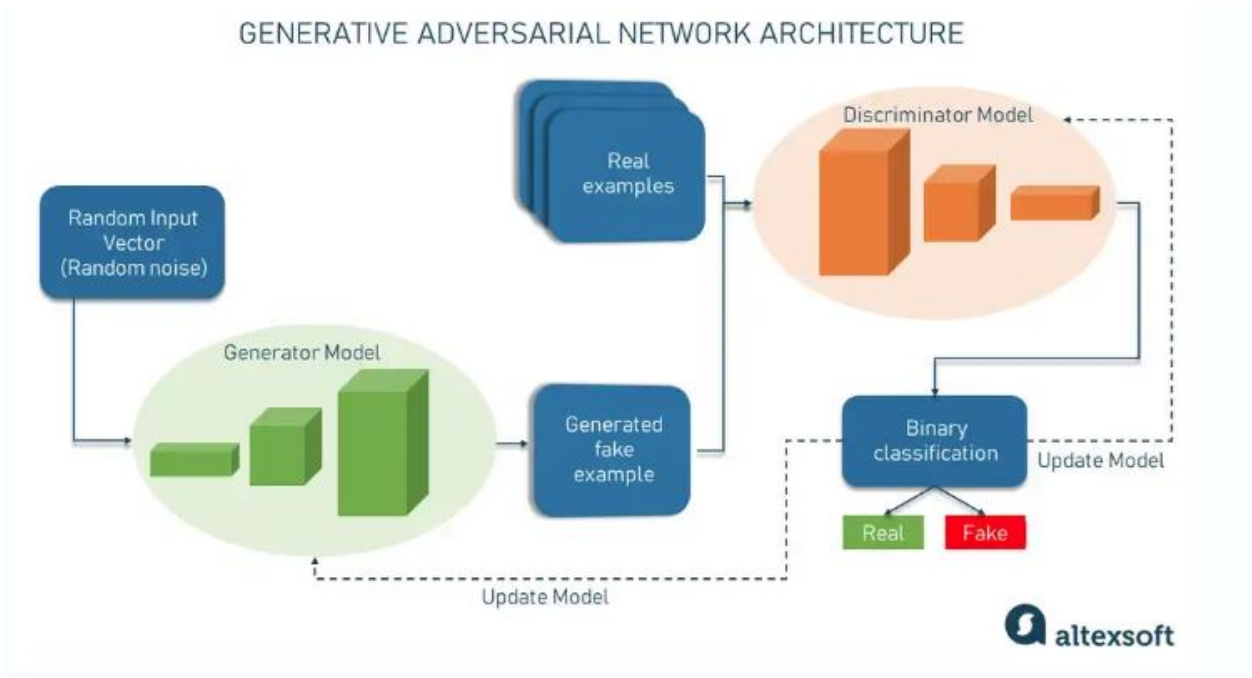 GENERATIVE ADVERSARIAL NETWORK ARCHITECTURE
Discriminator Model
Real
examples
Random Input
Vector
(Random noise)
Generator Model
Generated
fake
example
Binary
classification
Update Model
Real
Fake
Update Model
altexsoft